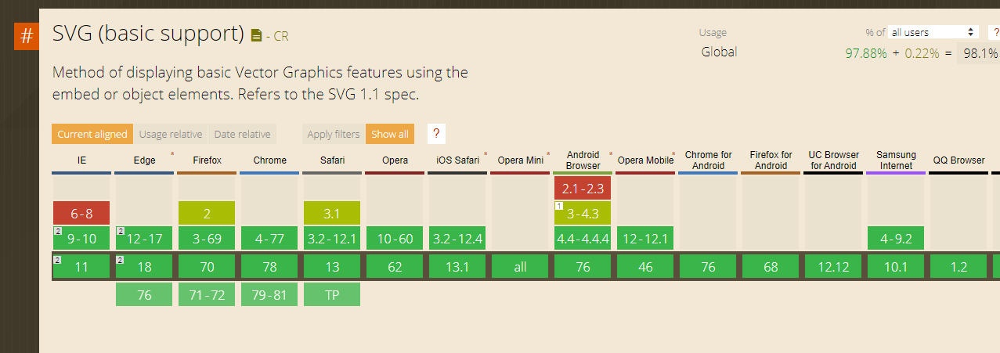 #
SVG (basic support) - CR
Usage % of all users ?
Global 97.88% + 0.22% = 98.1%
Method of displaying basic Vector Graphics features using the
embed or object elements. Refers to the SVG 1.1 spec.
Current aligned Usage relative Date relative Apply filters Show all ?
IE Edge * Firefox Chrome Safari Opera iOS Safari * Opera Mini * Android Browser * Opera Mobile * Chrome for Android Firefox for Android UC Browser for Android Samsung Internet QQ Browser
2.1-2.3
6-8 2 3.1 1 3-4.3
2 9-10 2 12-17 3-69 4-77 3.2-12.1 10-60 3.2-12.4 4.4-4.4.4 12-12.1 4-9.2
2 11 2 18 70 78 13 62 13.1 all 76 46 76 68 12.12 10.1 1.2
76 71-72 79-81 TP